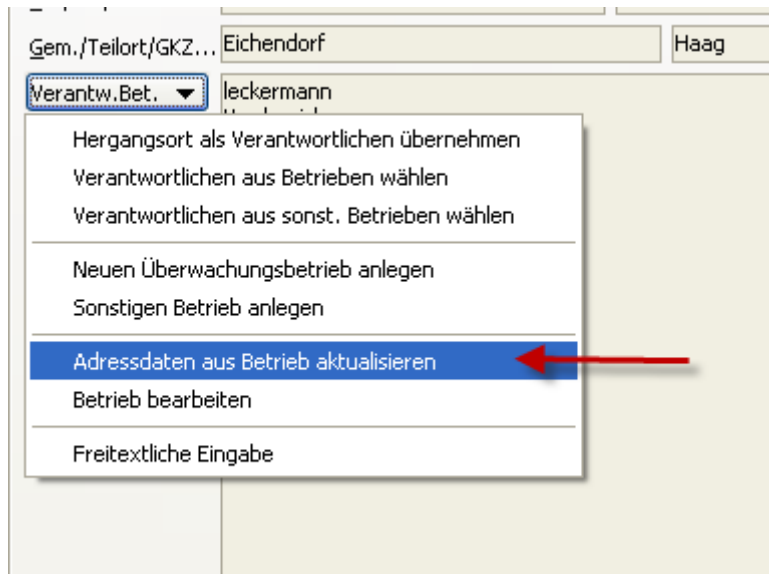 Gem./Teilort/GKZ... Eichendorf Haag
Verantw.Bet. leckermann
Hergangsort als Verantwortlichen übernehmen
Verantwortlichen aus Betrieben wählen
Verantwortlichen aus sonst. Betrieben wählen
Neuen Überwachungsbetrieb anlegen
Sonstigen Betrieb anlegen
Adressdaten aus Betrieb aktualisieren
Betrieb bearbeiten
Freitextliche Eingabe